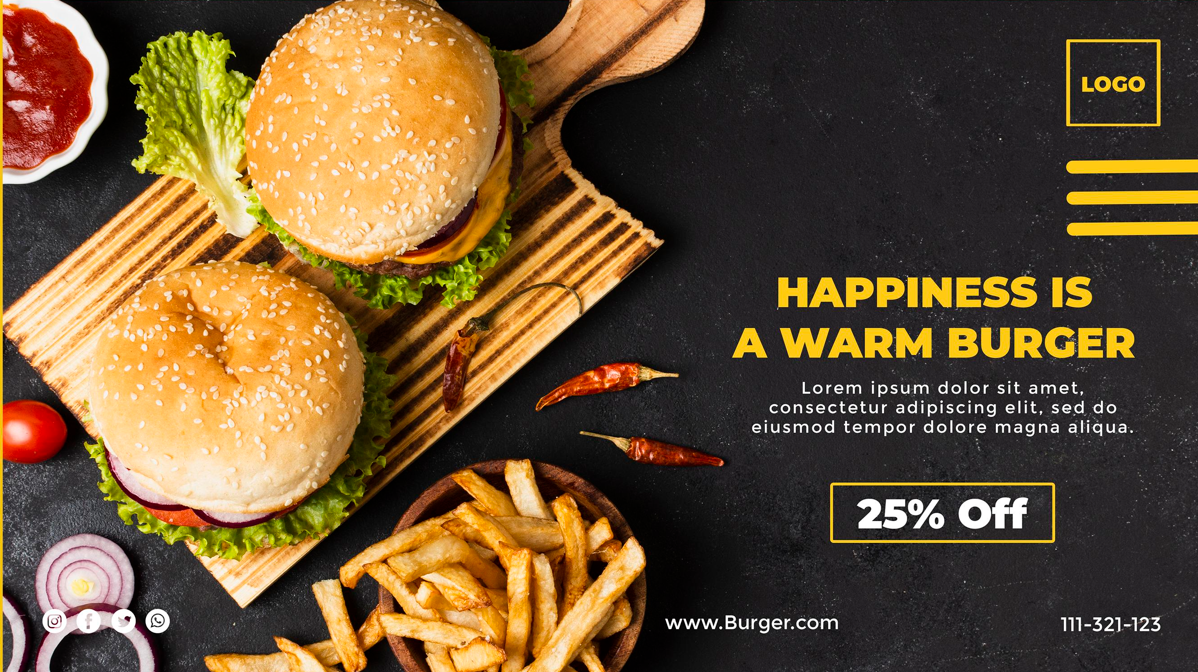 LOGO
HAPPINESS IS
A WARM BURGER
Lorem ipsum dolor sit amet,
consectetur adipiscing elit, sed do
eiusmod tempor dolore magna aliqua.
25% Off
www.Burger.com
111-321-123